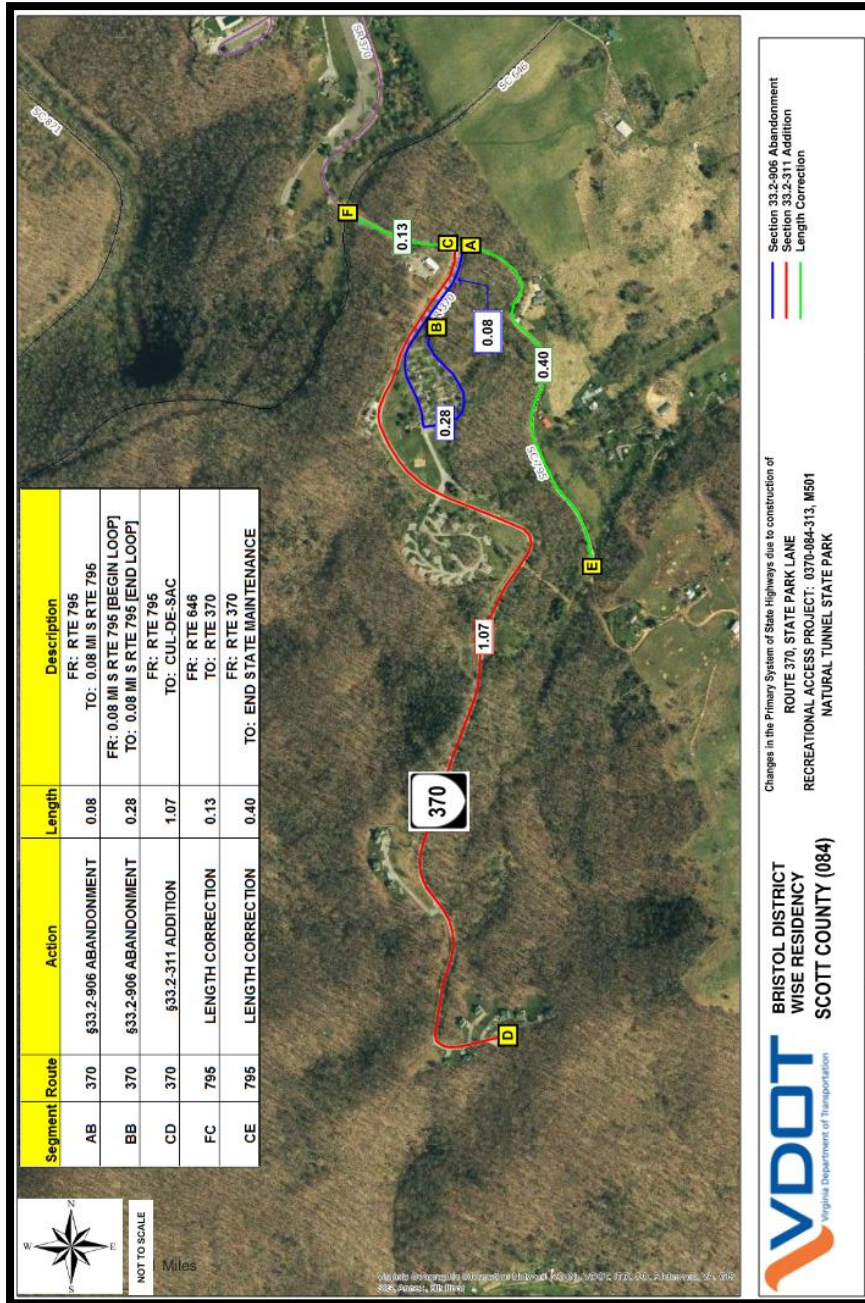 Segment Route Action Length Description
AB 370 §33.2-906 ABANDONMENT 0.08 FR: RTE 795
TO: 0.08 MI S RTE 795
BB 370 §33.2-906 ABANDONMENT 0.28 FR: 0.08 MI S RTE 795 [BEGIN LOOP]
TO: 0.08 MI S RTE 795 [END LOOP]
CD 370 §33.2-311 ADDITION 1.07 FR: RTE 795
TO: CUL-DE-SAC
FC 795 LENGTH CORRECTION 0.13 FR: RTE 646
TO: RTE 370
CE 795 LENGTH CORRECTION 0.40 FR: RTE 370
TO: END STATE MAINTENANCE
N
W
E
S
NOT TO SCALE
Miles
SC-871
SR-370
SC-646
F
0.13
C
A
B
0.08
0.28
0.40
SC-795
E
1.07
370
D
VDOT
Virginia Department of Transportation
BRISTOL DISTRICT
WISE RESIDENCY
SCOTT COUNTY (084)
Changes in the Primary System of State Highways due to construction of
ROUTE 370, STATE PARK LANE
RECREATIONAL ACCESS PROJECT: 0370-084-313, M501
NATURAL TUNNEL STATE PARK
Section 33.2-906 Abandonment
Section 33.2-311 Addition
Length Correction